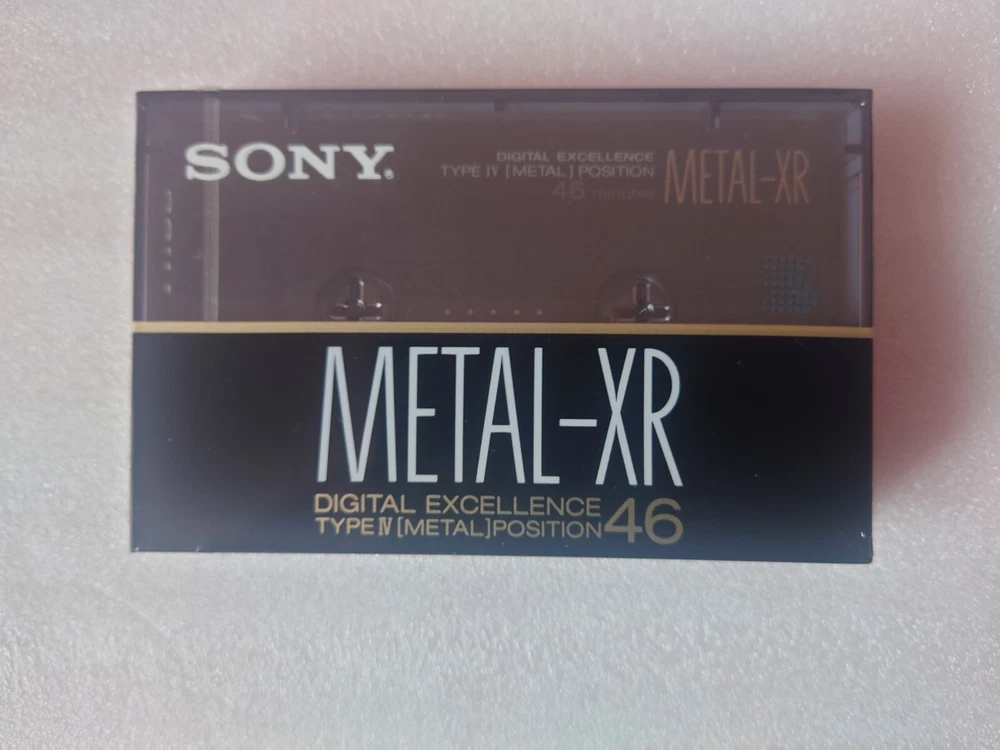 SONY®
DIGITAL EXCELLENCE
TYPE IV [METAL] POSITION
46 minutes
METAL-XR
METAL-XR
DIGITAL EXCELLENCE
TYPE IV [METAL] POSITION
46